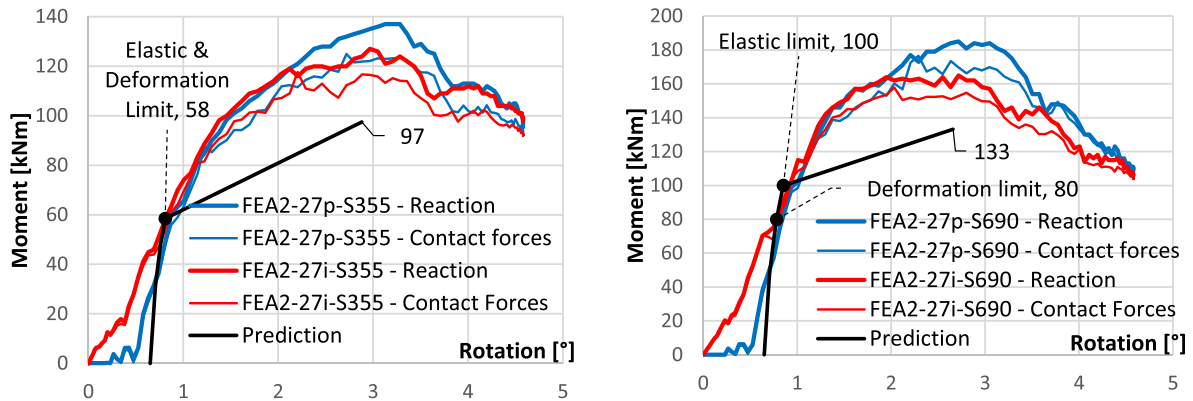 140
120
100
80
60
40
20
0
Moment [kNm]
Elastic &
Deformation
Limit, 58
97
FEA2-27p-S355 - Reaction
FEA2-27p-S355 - Contact forces
FEA2-27i-S355 - Reaction
FEA2-27i-S355 - Contact Forces
Prediction
Rotation [°]
0 1 2 3 4 5
200
180
160
140
120
100
80
60
40
20
0
Moment [kNm]
Elastic limit, 100
133
Deformation limit, 80
FEA2-27p-S690 - Reaction
FEA2-27p-S690 - Contact forces
FEA2-27i-S690 - Reaction
FEA2-27i-S690 - Contact Forces
Prediction
Rotation [°]
0 1 2 3 4 5